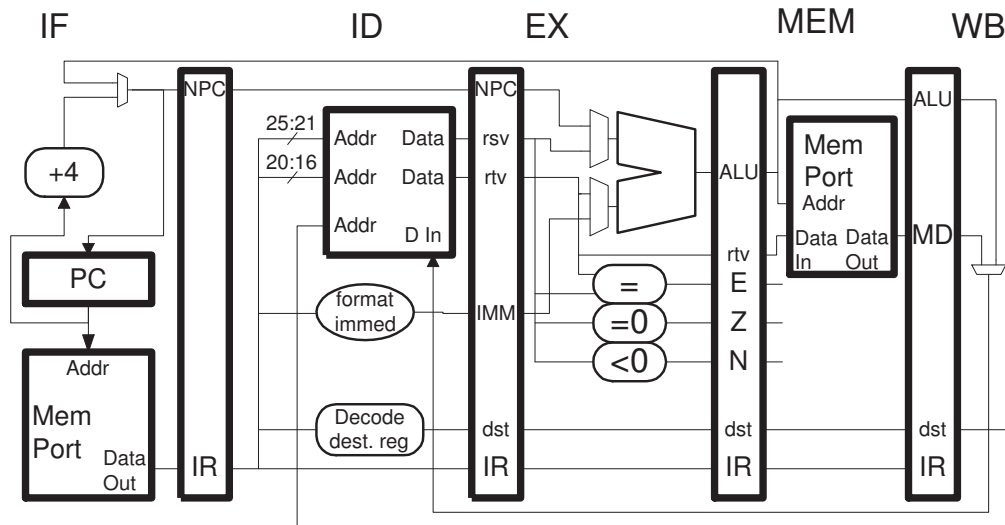 IF
ID
EX
MEM
WB
NPC
NPC
ALU
25:21
Addr
Data
rsv
Mem
Port
+4
20:16
Addr
Data
rtv
ALU
Addr
Addr
D In
Data
In
Data
Out
MD
rtv
PC
=
E
format
immed
IMM
=0
Z
Addr
<0
N
Mem
Port
Decode
dest. reg
dst
dst
dst
Data
Out
IR
IR
IR
IR